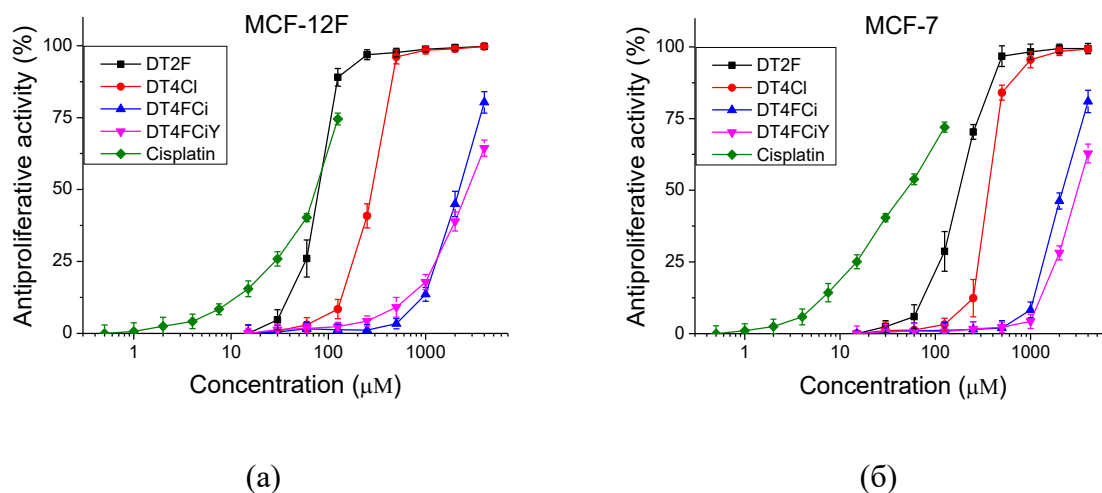 MCF-12F
Antiproliferative activity (%)
100
75
50
25
0
DT2F
DT4Cl
DT4FCi
DT4FCiY
Cisplatin
1
10
100
1000
Concentration (μM)
(а)
MCF-7
Antiproliferative activity (%)
100
75
50
25
0
DT2F
DT4Cl
DT4FCi
DT4FCiY
Cisplatin
1
10
100
1000
Concentration (μM)
(б)